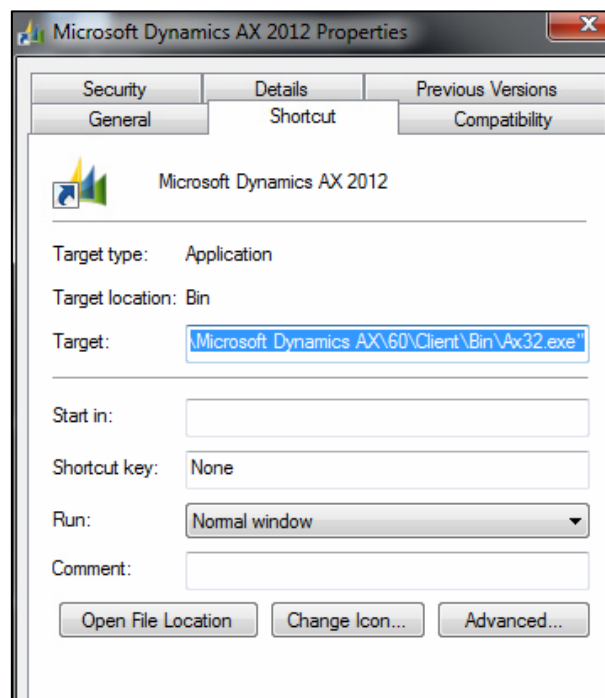 Microsoft Dynamics AX 2012 Properties
Security Details Previous Versions
General Shortcut Compatibility
Microsoft Dynamics AX 2012
Target type: Application
Target location: Bin
Target: \Microsoft Dynamics AX\60\Client\Bin\Ax32.exe"
Start in:
Shortcut key: None
Run: Normal window
Comment:
Open File Location Change Icon... Advanced...